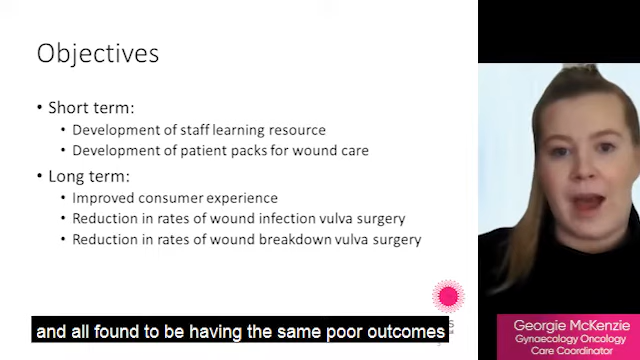 Objectives
• Short term:
• Development of staff learning resource
• Development of patient packs for wound care
• Long term:
• Improved consumer experience
• Reduction in rates of wound infection vulva surgery
• Reduction in rates of wound breakdown vulva surgery
and all found to be having the same poor outcomes
Georgie McKenzie
Gynaecology Oncology
Care Coordinator